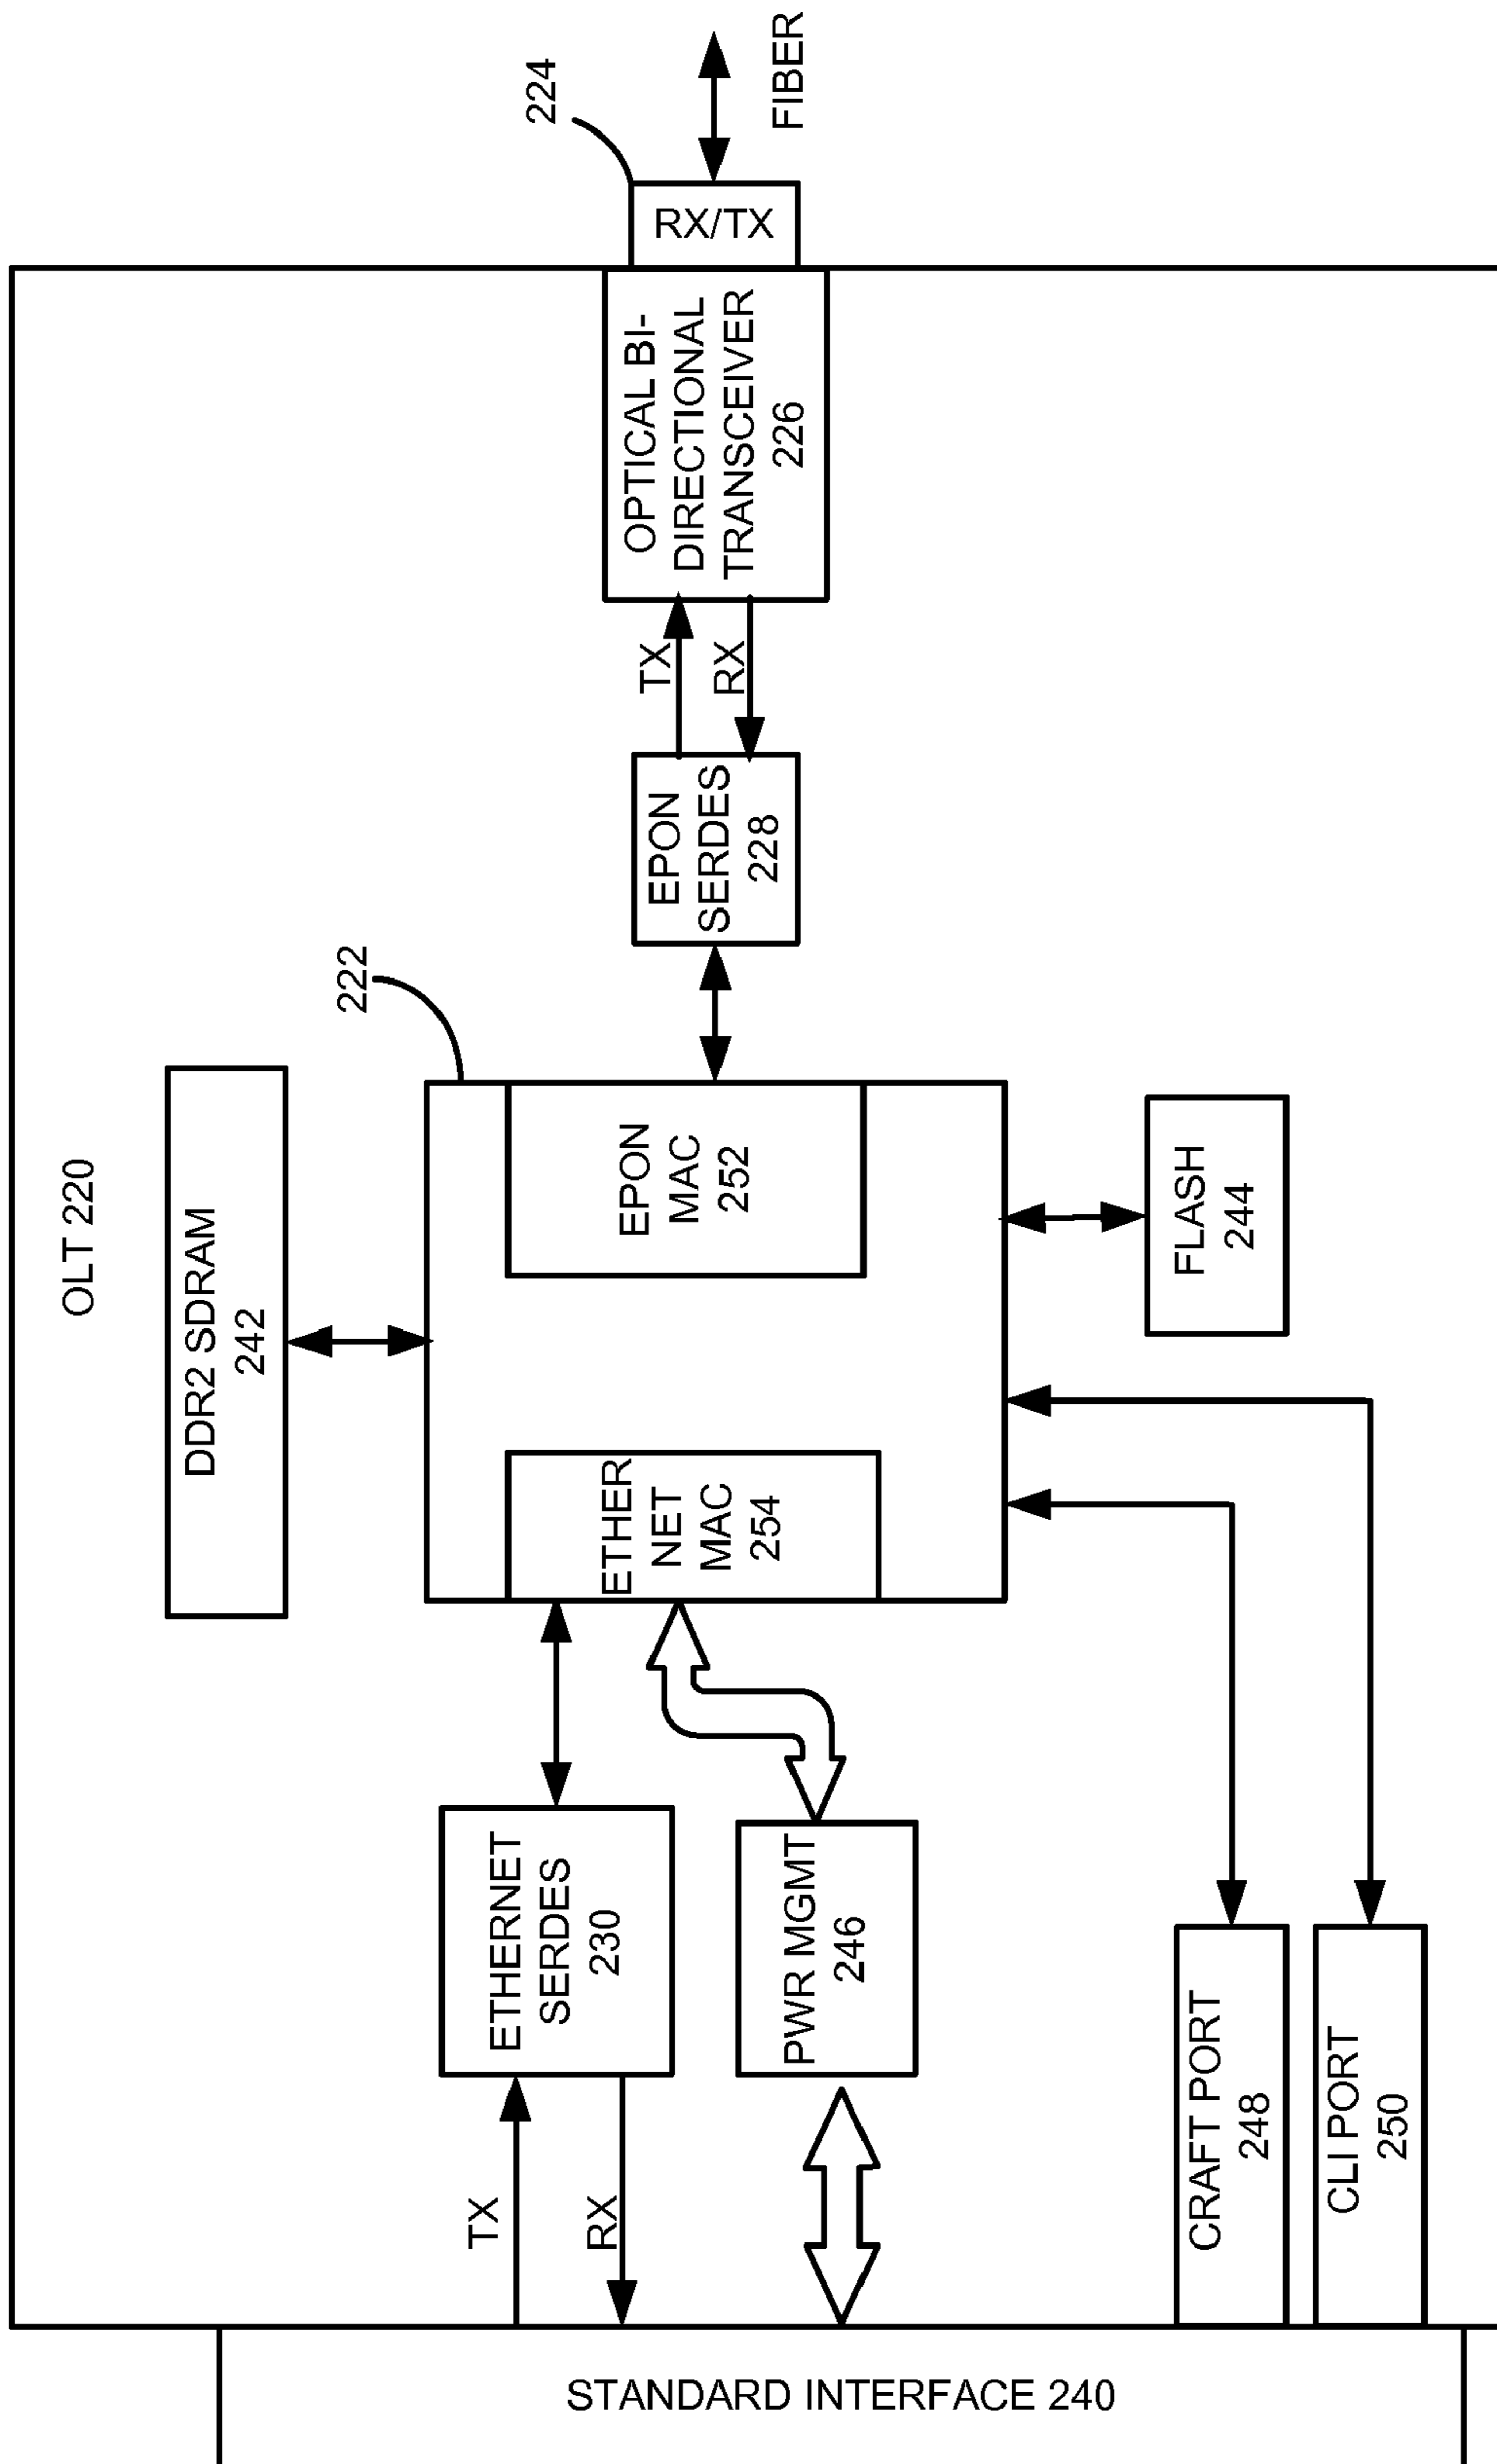 OLT 220
DDR2 SDRAM
242
222
224
STANDARD INTERFACE 240
TX
RX
ETHERNET
SERDES
230
PWR MGMT
246
ETHER
NET
MAC
254
EPON
MAC
252
EPON
SERDES
228
TX
RX
OPTICAL BI-
DIRECTIONAL
TRANSCEIVER
226
RX/TX
FIBER
FLASH
244
CRAFT PORT
248
CLI PORT
250